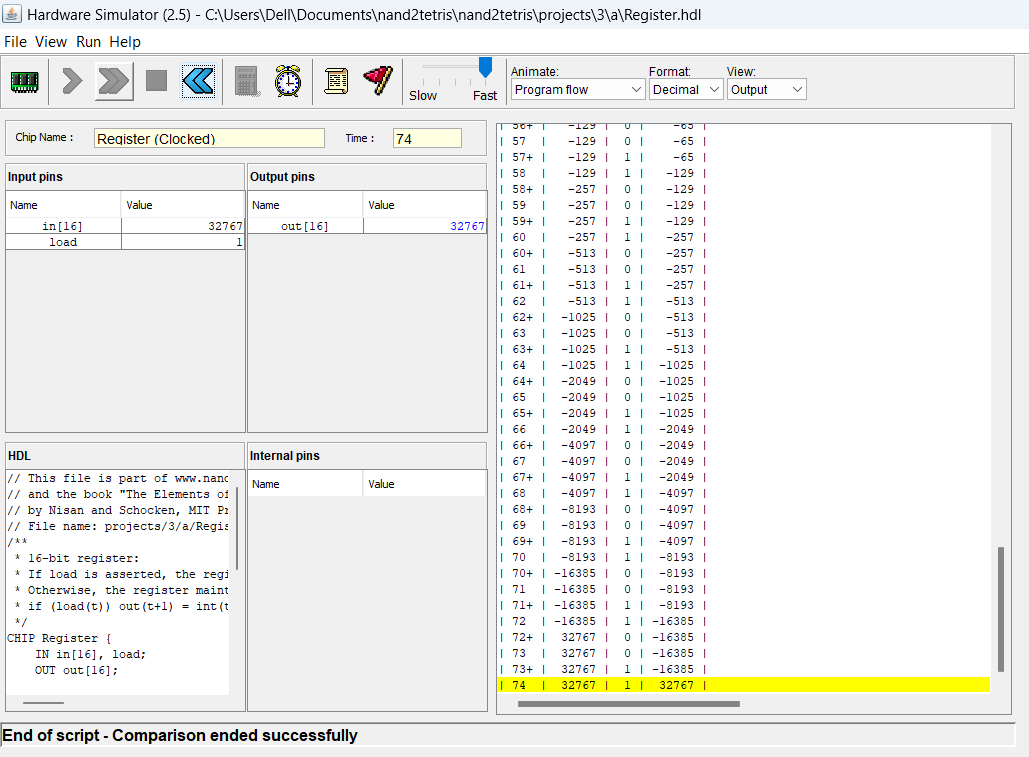 Hardware Simulator (2.5) - C:\Users\Dell\Documents\nand2tetris\nand2tetris\projects\3\a\Register.hdl
File View Run Help
Slow Fast
Animate: Format: View:
Program flow Decimal Output
Chip Name : Register (Clocked) Time : 74
Input pins
Name Value
in[16] 32767
load 1
Output pins
Name Value
out[16] 32767
HDL
// This file is part of www.nand
// and the book "The Elements of
// by Nisan and Schocken, MIT Pr
// File name: projects/3/a/Regis
/**
* 16-bit register:
* If load is asserted, the regi
* Otherwise, the register maint
* if (load(t)) out(t+1) = int(t
*/
CHIP Register {
IN in[16], load;
OUT out[16];
Internal pins
Name Value
| 56+ | -129 | 0 | -65 |
| 57 | -129 | 0 | -65 |
| 57+ | -129 | 1 | -65 |
| 58 | -129 | 1 | -129 |
| 58+ | -257 | 0 | -129 |
| 59 | -257 | 0 | -129 |
| 59+ | -257 | 1 | -129 |
| 60 | -257 | 1 | -257 |
| 60+ | -513 | 0 | -257 |
| 61 | -513 | 0 | -257 |
| 61+ | -513 | 1 | -257 |
| 62 | -513 | 1 | -513 |
| 62+ | -1025 | 0 | -513 |
| 63 | -1025 | 0 | -513 |
| 63+ | -1025 | 1 | -513 |
| 64 | -1025 | 1 | -1025 |
| 64+ | -2049 | 0 | -1025 |
| 65 | -2049 | 0 | -1025 |
| 65+ | -2049 | 1 | -1025 |
| 66 | -2049 | 1 | -2049 |
| 66+ | -4097 | 0 | -2049 |
| 67 | -4097 | 0 | -2049 |
| 67+ | -4097 | 1 | -2049 |
| 68 | -4097 | 1 | -4097 |
| 68+ | -8193 | 0 | -4097 |
| 69 | -8193 | 0 | -4097 |
| 69+ | -8193 | 1 | -4097 |
| 70 | -8193 | 1 | -8193 |
| 70+ | -16385 | 0 | -8193 |
| 71 | -16385 | 0 | -8193 |
| 71+ | -16385 | 1 | -8193 |
| 72 | -16385 | 1 | -16385 |
| 72+ | 32767 | 0 | -16385 |
| 73 | 32767 | 0 | -16385 |
| 73+ | 32767 | 1 | -16385 |
| 74 | 32767 | 1 | 32767 |
End of script - Comparison ended successfully